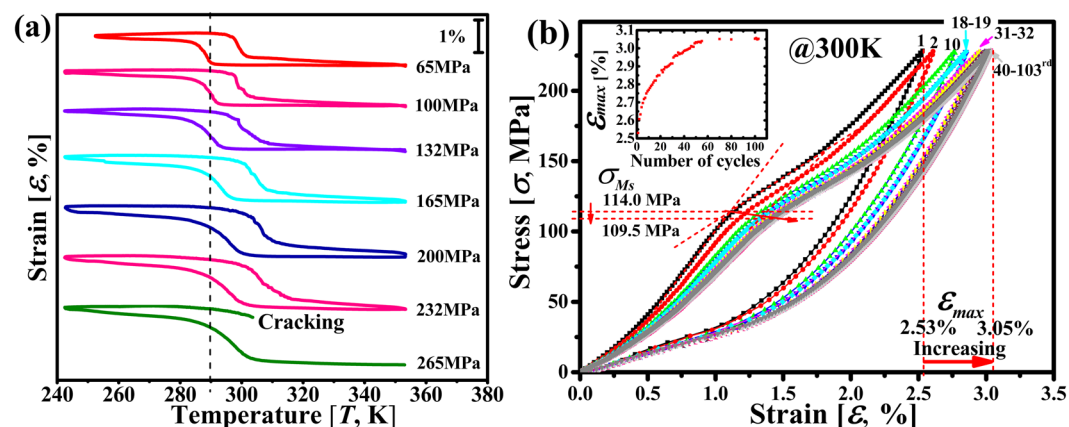 (a)
1%
65MPa
100MPa
132MPa
165MPa
200MPa
232MPa
Cracking
265MPa
Strain [ε, %]
240 260 280 300 320 340 360 380
Temperature [T, K]
(b)
@300K
18-19
31-32
1 2 10
40-103rd
3.1
3.0
2.9
2.8
2.7
2.6
2.5
εmax [%]
0 20 40 60 80 100
Number of cycles
σMs
114.0 MPa
109.5 MPa
εmax
2.53% 3.05%
Increasing
200
150
100
50
0
Stress [σ, MPa]
0.0 0.5 1.0 1.5 2.0 2.5 3.0 3.5
Strain [ε, %]